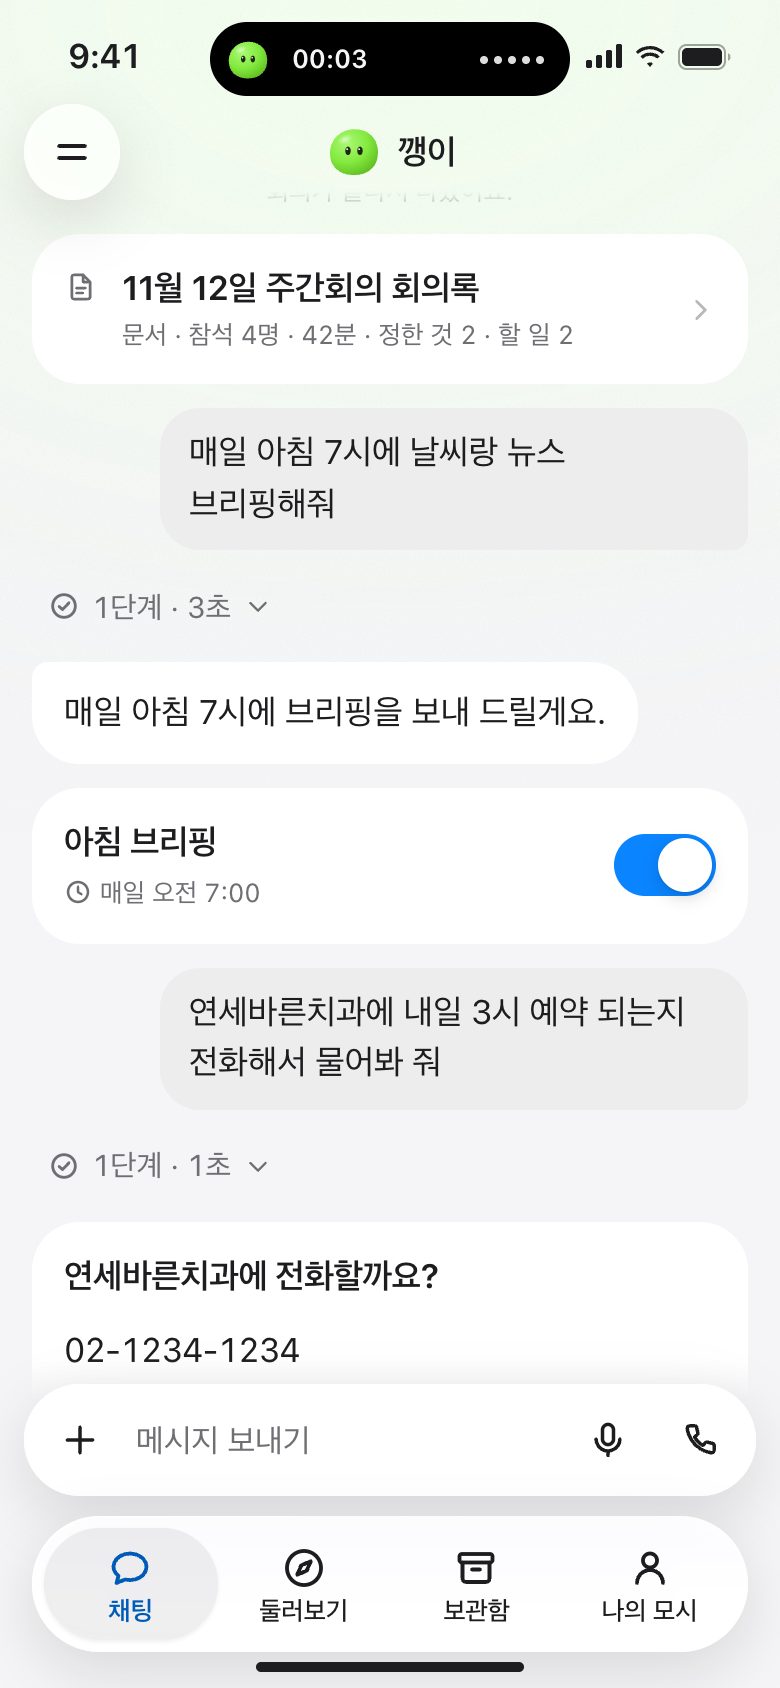 9:41
00:03
깽이
11월 12일 주간회의 회의록
문서 · 참석 4명 · 42분 · 정한 것 2 · 할 일 2
매일 아침 7시에 날씨랑 뉴스
브리핑해줘
1단계 · 3초
매일 아침 7시에 브리핑을 보내 드릴게요.
아침 브리핑
매일 오전 7:00
연세바른치과에 내일 3시 예약 되는지
전화해서 물어봐 줘
1단계 · 1초
연세바른치과에 전화할까요?
02-1234-1234
메시지 보내기
채팅
둘러보기
보관함
나의 모시